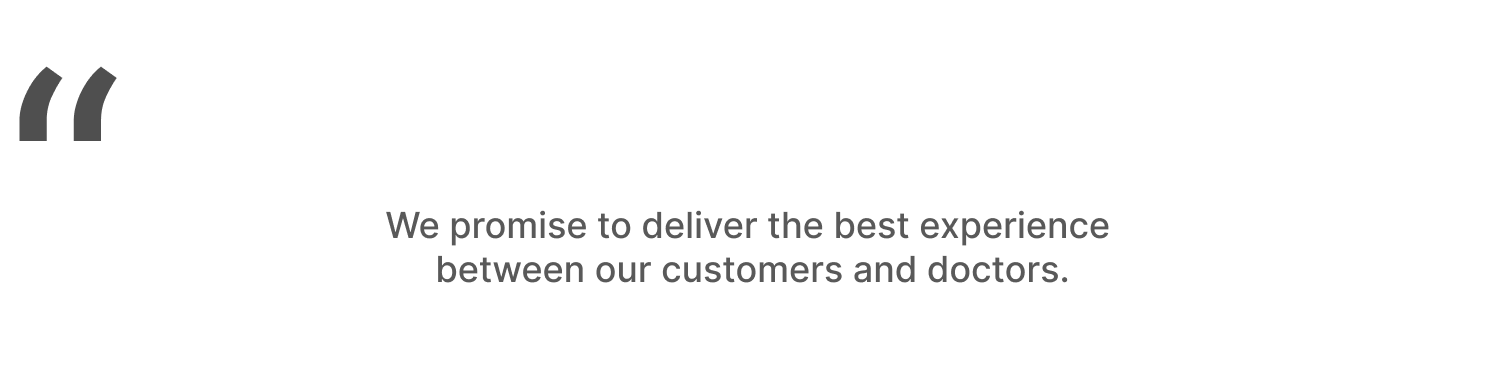 “
We promise to deliver the best experience
between our customers and doctors.